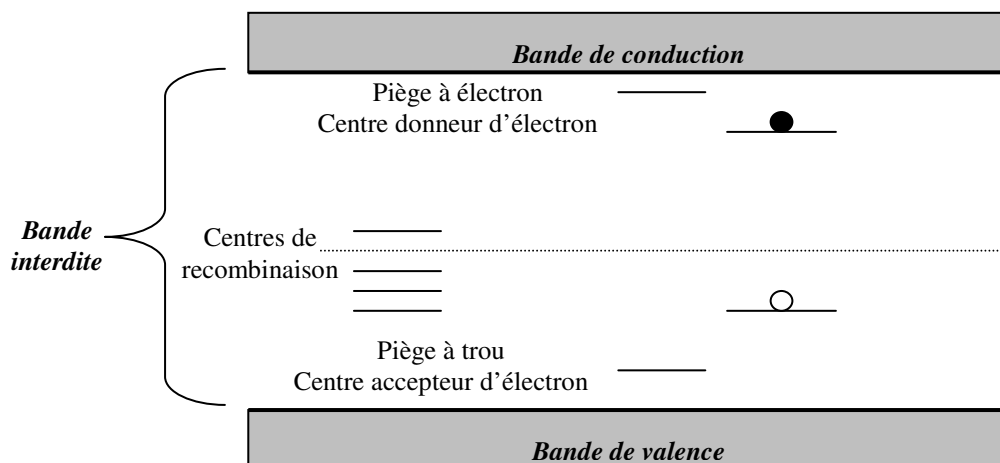 Bande de conduction
Piège à électron
Centre donneur d'électron
Bande
interdite
Centres de
recombinaison
Piège à trou
Centre accepteur d'électron
Bande de valence